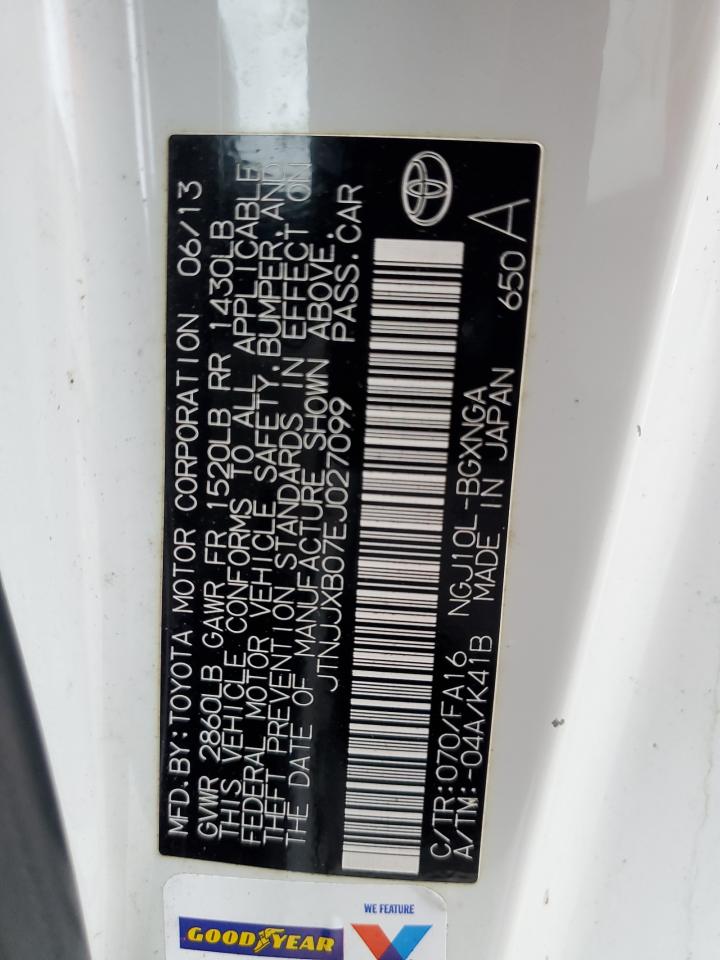 MFD.BY:TOYOTA MOTOR CORPORATION 06/13
GVWR 2860LB GAWR FR 1520LB RR 1430LB
THIS VEHICLE CONFORMS TO ALL APPLICABLE
FEDERAL MOTOR VEHICLE SAFETY,BUMPER,AND
THEFT PREVENTION STANDARDS IN EFFECT ON
THE DATE OF MANUFACTURE SHOWN ABOVE.
JTNJJXB07EJ027099 PASS.CAR
C/TR:070/FA16 NGJ10L-BGXNGA
A/TM:-04A/K41B MADE IN JAPAN 650 A
WE FEATURE
GOODYEAR